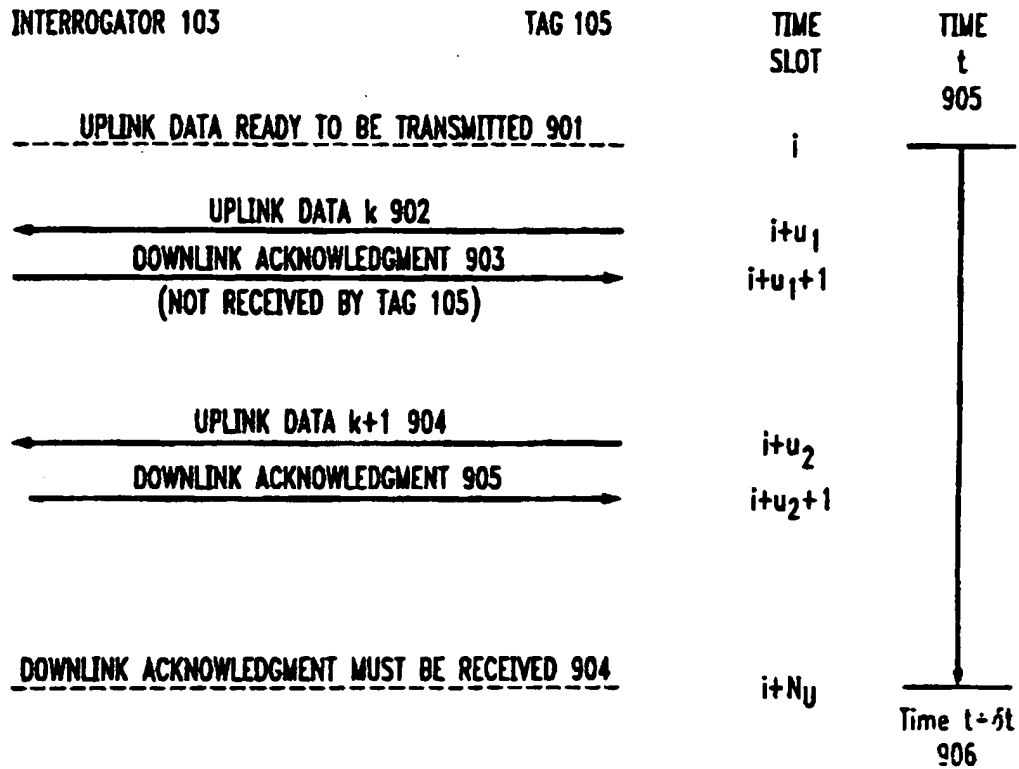 INTERROGATOR 103 TAG 105 TIME SLOT TIME t 905
UPLINK DATA READY TO BE TRANSMITTED 901 i
UPLINK DATA k 902 i+u1
DOWNLINK ACKNOWLEDGMENT 903 i+u1+1
(NOT RECEIVED BY TAG 105)
UPLINK DATA k+1 904 i+u2
DOWNLINK ACKNOWLEDGMENT 905 i+u2+1
DOWNLINK ACKNOWLEDGMENT MUST BE RECEIVED 904 i+NU
Time t+δt
906